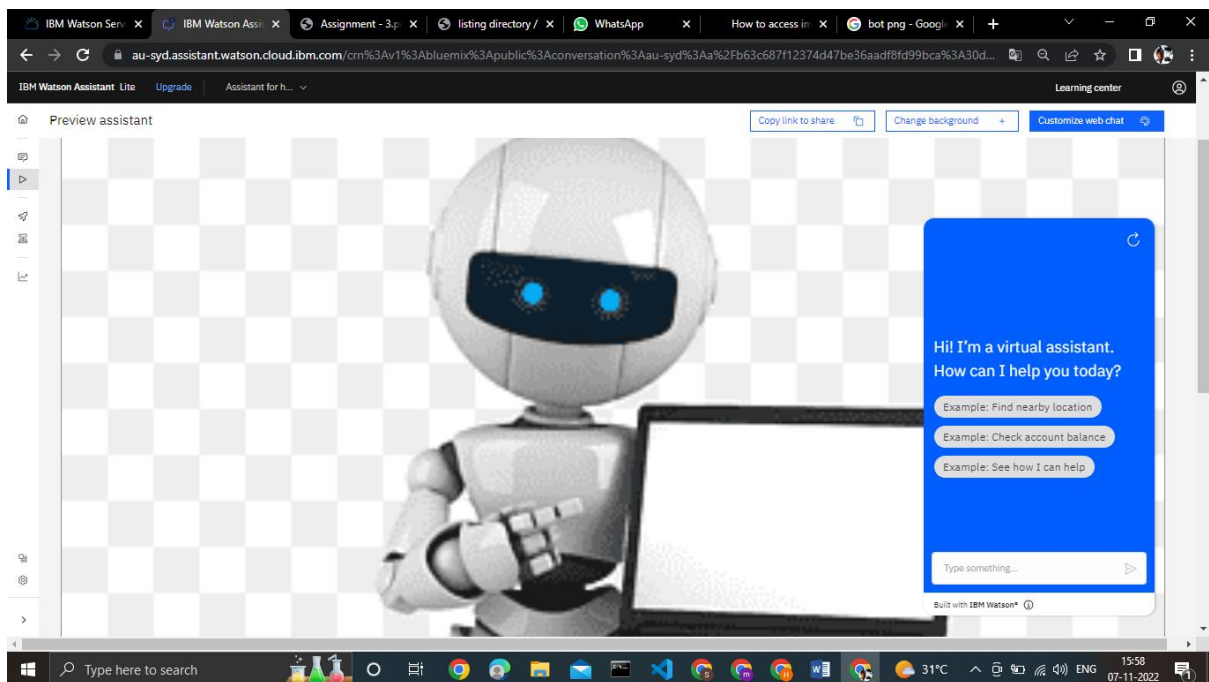 IBM Watson Serv
IBM Watson Assis
Assignment - 3.p
listing directory /
WhatsApp
How to access im
bot png - Google
au-syd.assistant.watson.cloud.ibm.com/crn%3Av1%3Abluemix%3Apublic%3Aconversation%3Aau-syd%3Aa%2Fb63c687f12374d47be36aadf8fd99bca%3A30d...
IBM Watson Assistant Lite Upgrade Assistant for h... Learning center
Preview assistant Copy link to share Change background + Customize web chat
Hi! I'm a virtual assistant.
How can I help you today?
Example: Find nearby location
Example: Check account balance
Example: See how I can help
Type something...
Built with IBM Watson®
Type here to search 31°C ENG 15:58
07-11-2022